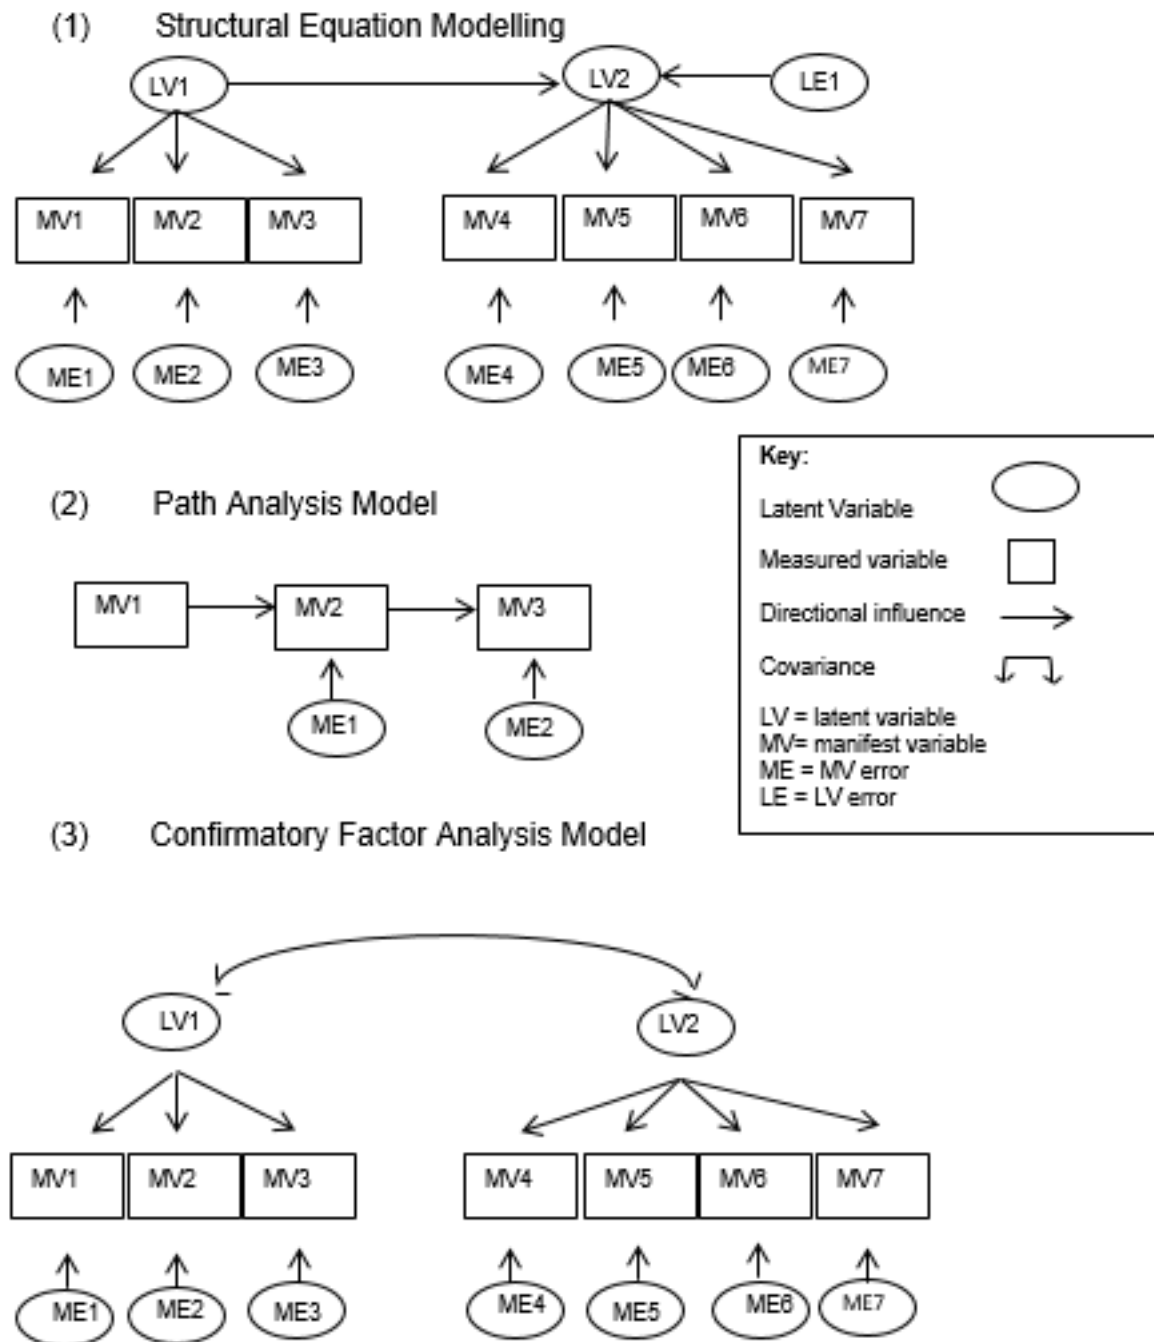 (1) Structural Equation Modelling
LV1
LV2
LE1
MV1 MV2 MV3 MV4 MV5 MV6 MV7
ME1 ME2 ME3 ME4 ME5 ME6 ME7
Key:
Latent Variable
Measured variable
Directional influence
Covariance
LV = latent variable
MV= manifest variable
ME = MV error
LE = LV error
(2) Path Analysis Model
MV1 MV2 MV3
ME1 ME2
(3) Confirmatory Factor Analysis Model
LV1 LV2
MV1 MV2 MV3 MV4 MV5 MV6 MV7
ME1 ME2 ME3 ME4 ME5 ME6 ME7